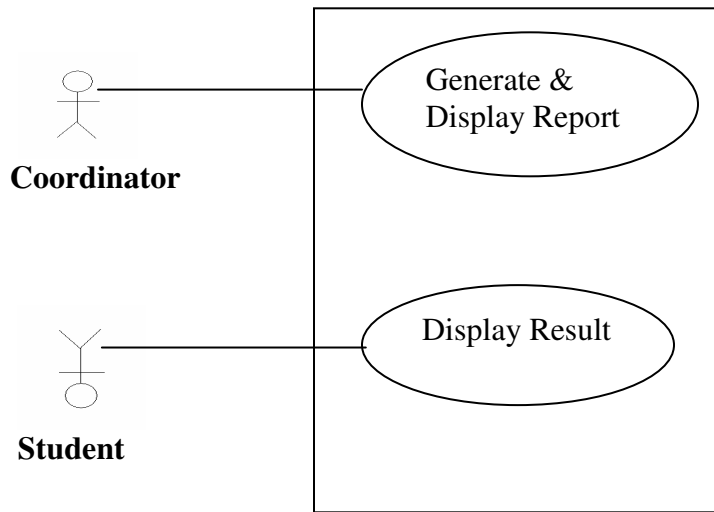 Generate &
Display Report
Coordinator
Display Result
Student